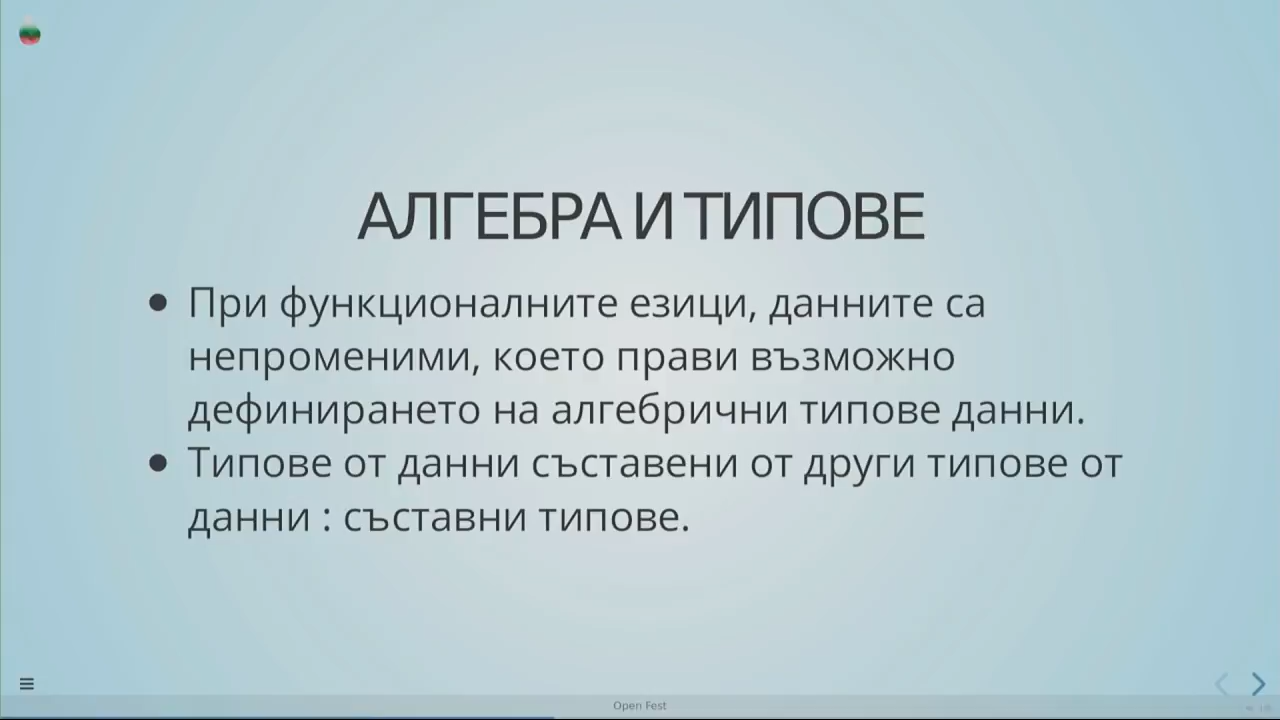 АЛГЕБРА И ТИПОВЕ
При функционалните езици, данните са
непроменими, което прави възможно
дефинирането на алгебрични типове данни.
Типове от данни съставени от други типове от
данни : съставни типове.
Open Fest